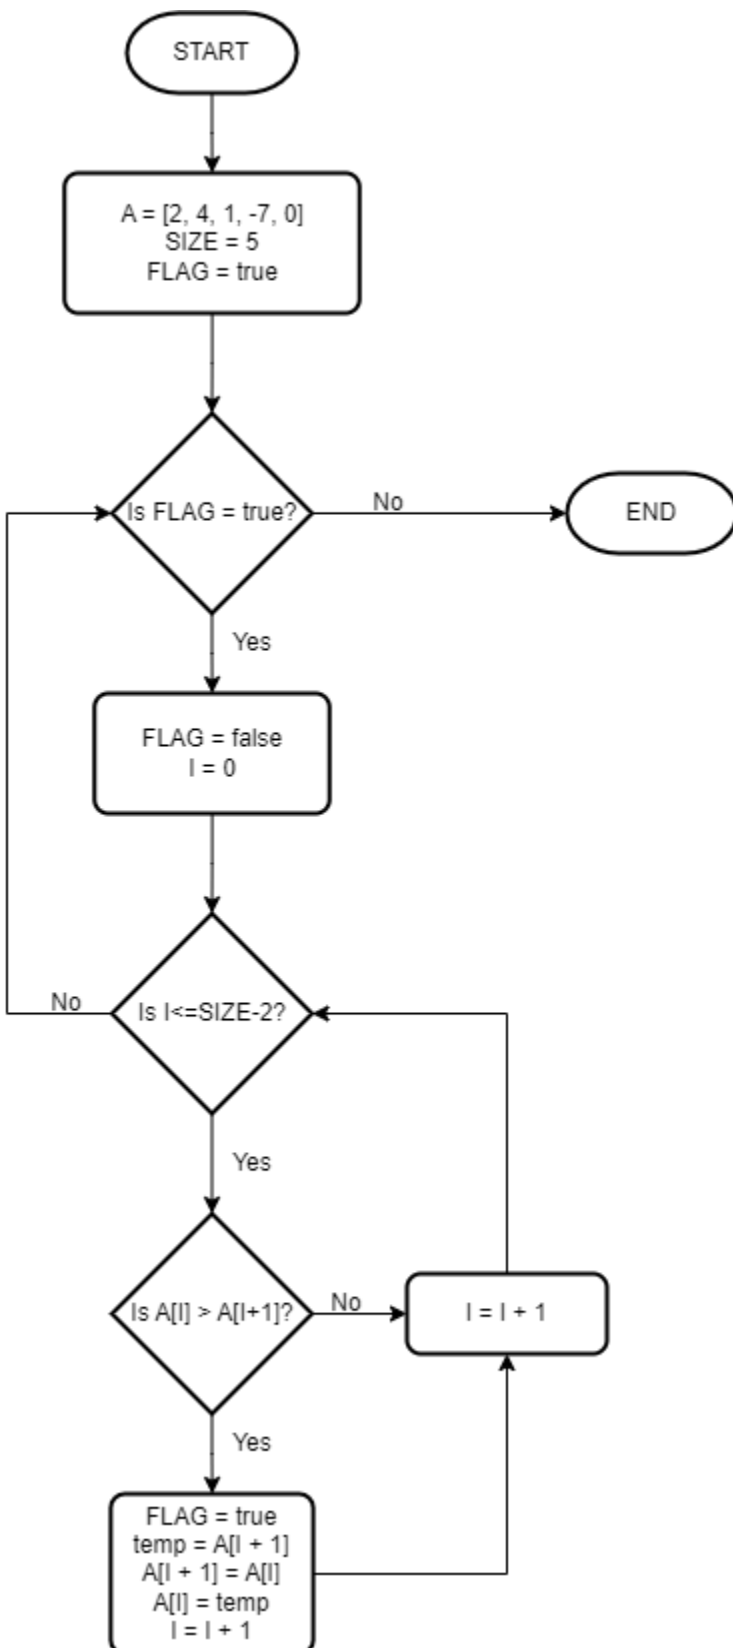 START
A = [2, 4, 1, -7, 0]
SIZE = 5
FLAG = true
Is FLAG = true?
No
END
Yes
FLAG = false
I = 0
Is I<=SIZE-2?
No
Yes
Is A[I] > A[I+1]?
No
I = I + 1
Yes
FLAG = true
temp = A[I + 1]
A[I + 1] = A[I]
A[I] = temp
I = I + 1